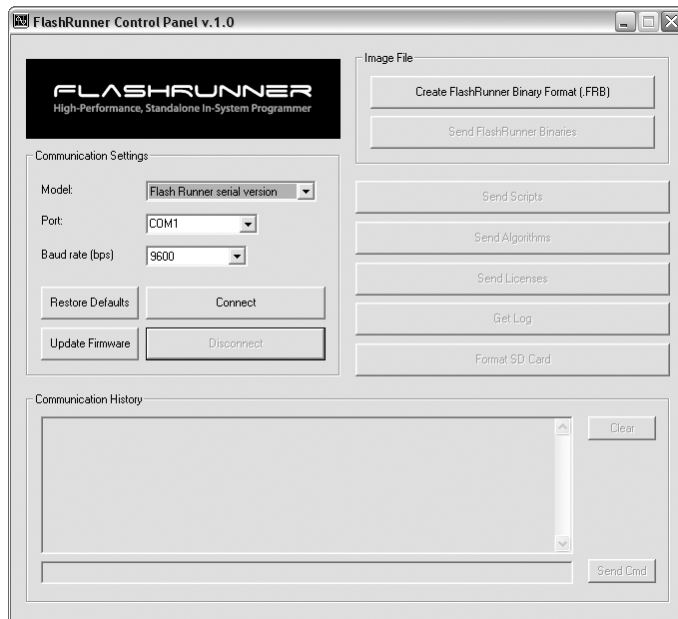 FlashRunner Control Panel v.1.0
FLASHRUNNER
High-Performance, Standalone In-System Programmer
Communication Settings
Model:
Flash Runner serial version
Port:
COM1
Baud rate (bps)
9600
Restore Defaults
Connect
Update Firmware
Disconnect
Image File
Create FlashRunner Binary Format (.FRB)
Send FlashRunner Binaries
Send Scripts
Send Algorithms
Send Licenses
Get Log
Format SD Card
Communication History
Clear
Send Cmd